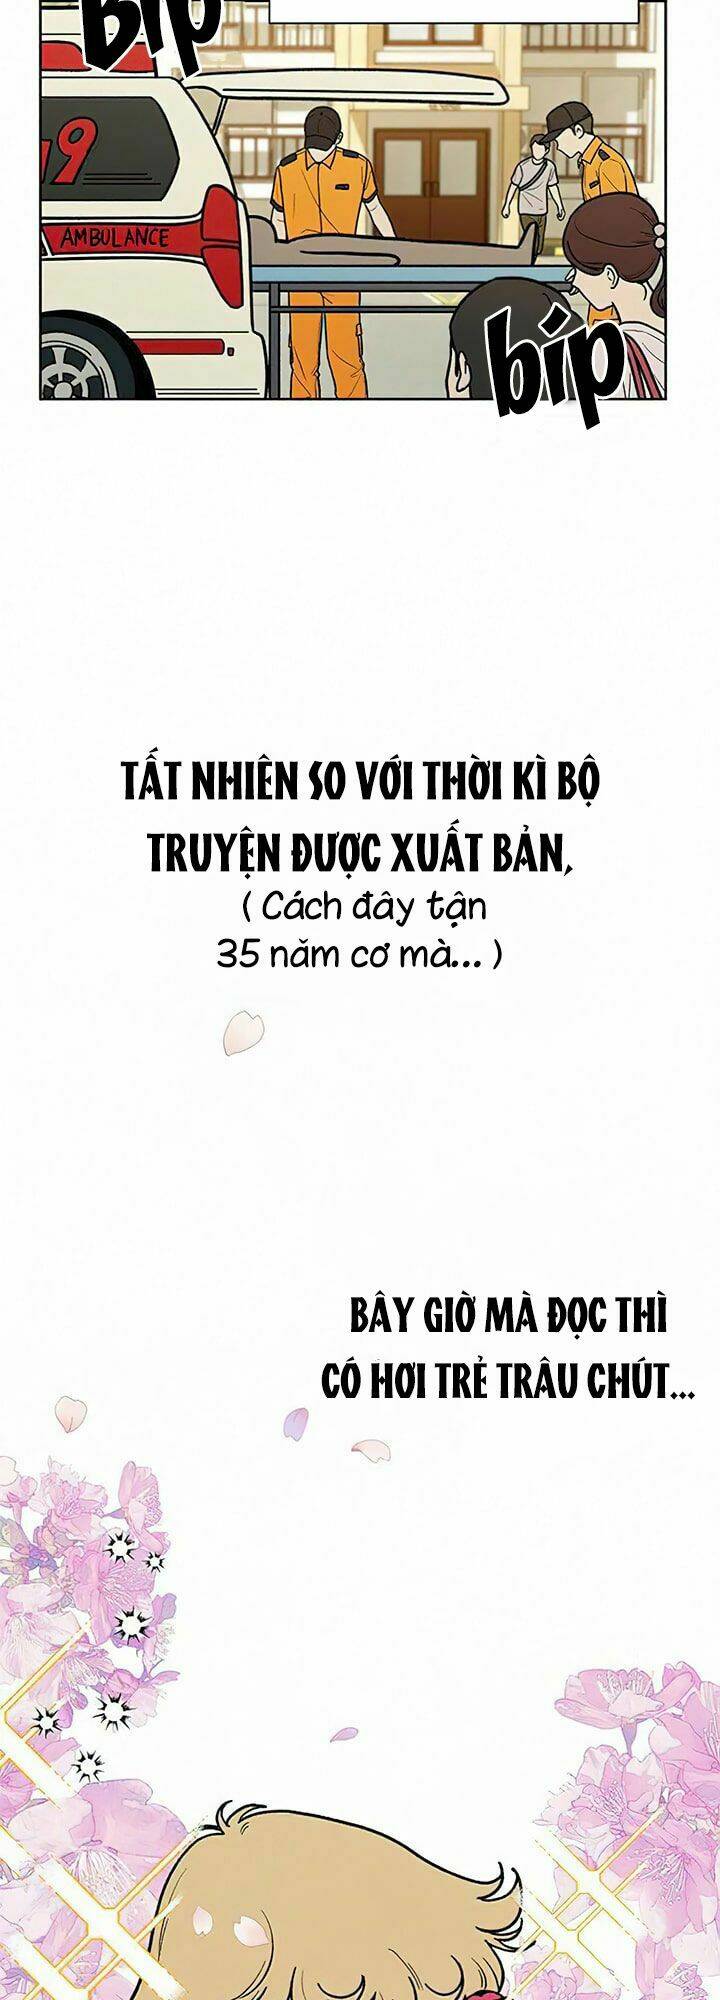 bíp
9
AMBULANCE
bíp
TẤT NHIÊN SO VỚI THỜI KÌ BỘ
TRUYỆN ĐƯỢC XUẤT BẢN,
( Cách đây tận
35 năm cơ mà... )
BÂY GIỜ MÀ ĐỌC THÌ
CÓ HƠI TRẺ TRÂU CHÚT...